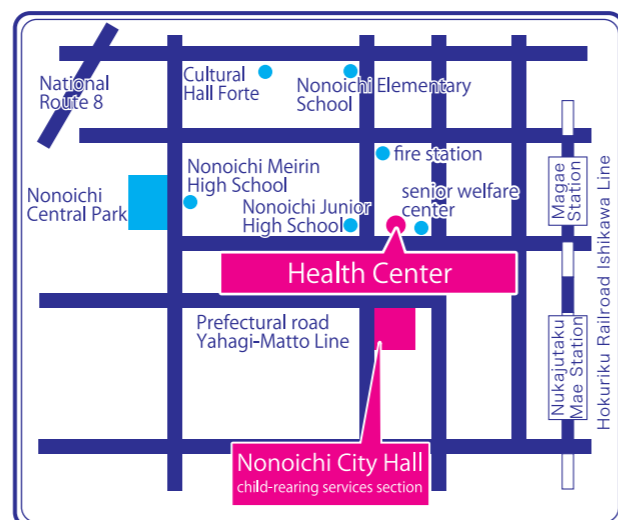 National
Route 8
Cultural
Hall Forte
Nonoichi Elementary
School
fire station
Nonoichi Meirin
High School
senior welfare
center
Nonoichi
Central Park
Nonoichi Junior
High School
Magae
Station
Hokuriku Railroad Ishikawa Line
Health Center
Prefectural road
Yahagi-Matto Line
Nukajutaku
Mae Station
Nonoichi City Hall
child-rearing services section